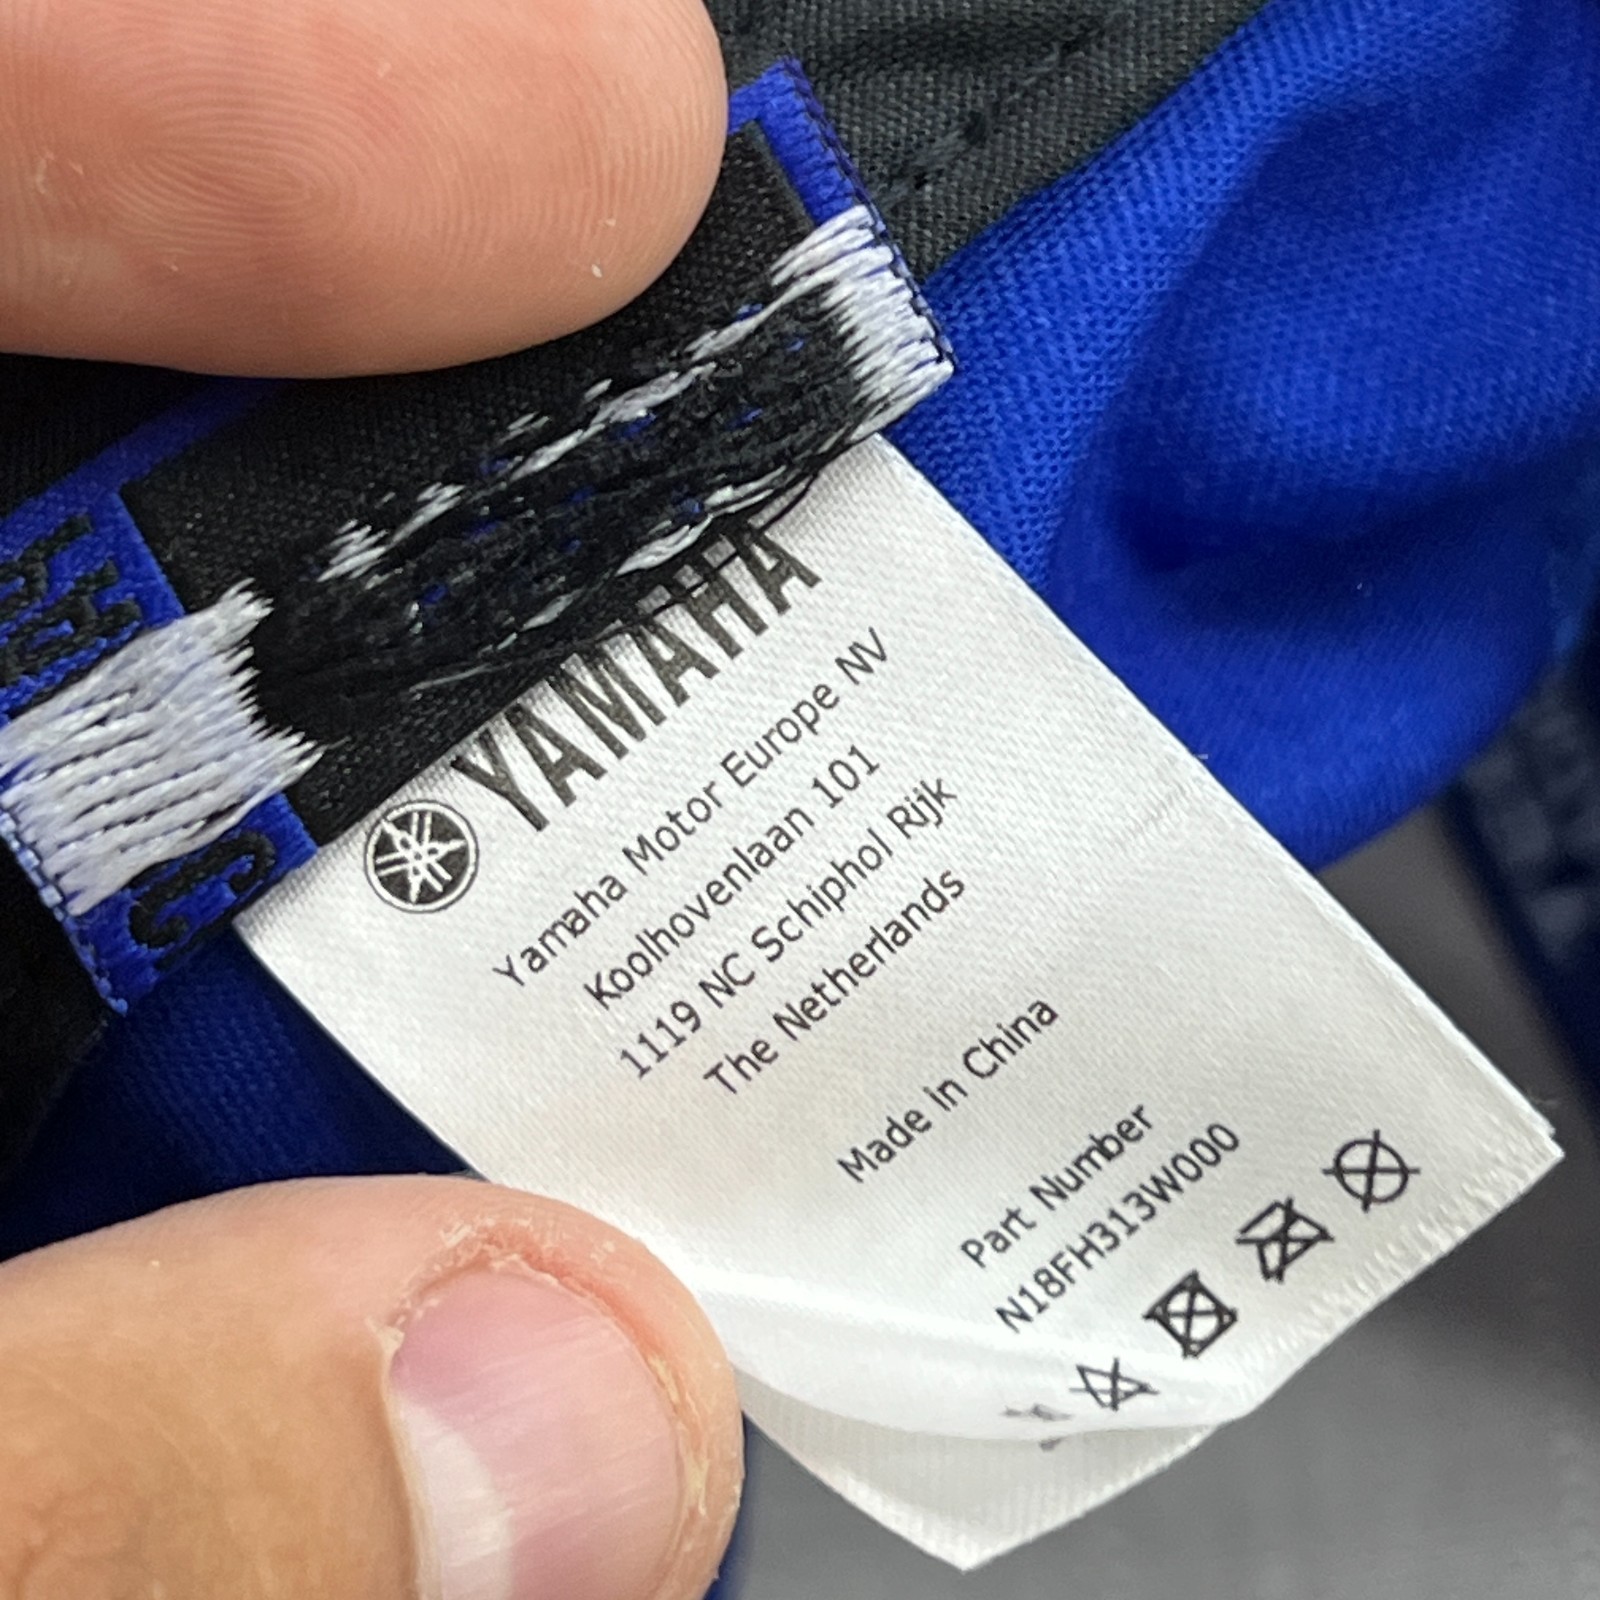 YAMAHA
Yamaha Motor Europe NV
Koolhovenlaan 101
1119 NC Schiphol Rijk
The Netherlands
Made in China
Part Number
N18FH313W000